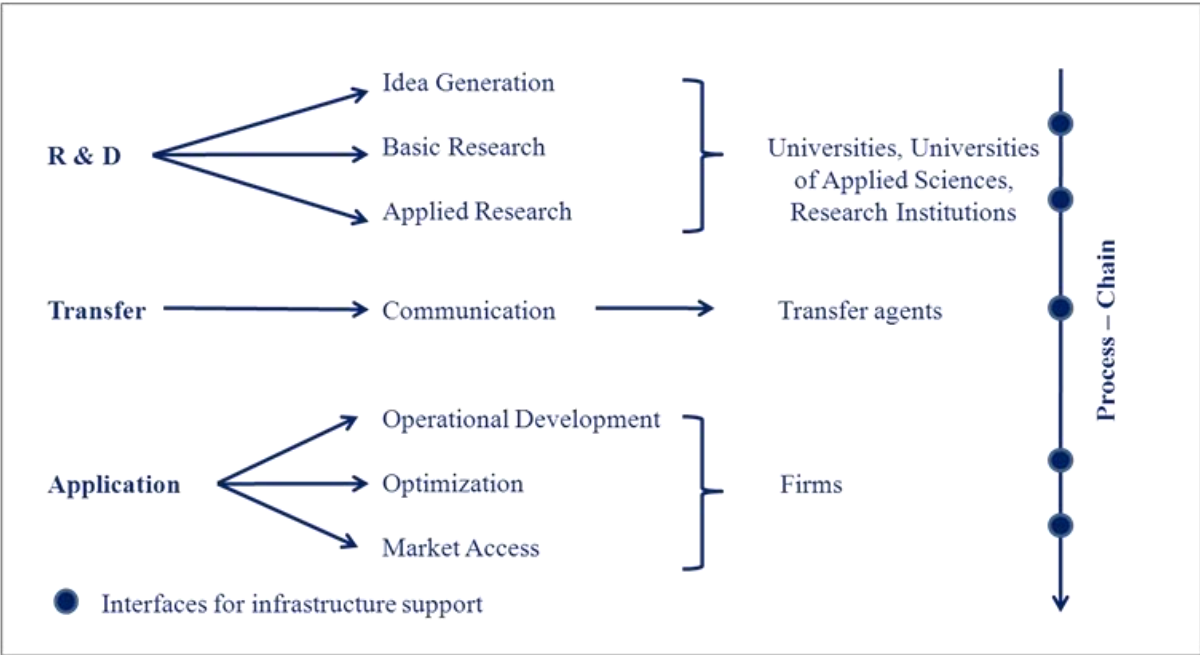 Idea Generation
R & D
Basic Research
Universities, Universities
of Applied Sciences,
Research Institutions
Applied Research
Transfer
Communication
Transfer agents
Process – Chain
Operational Development
Application
Optimization
Firms
Market Access
Interfaces for infrastructure support